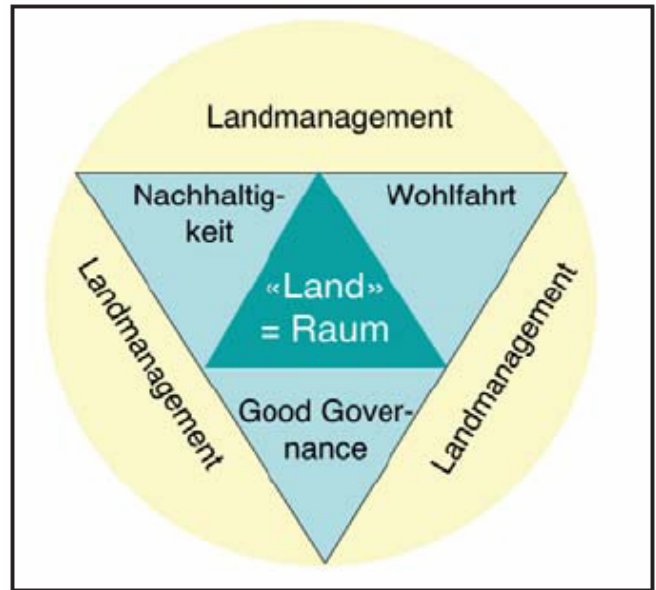 Landmanagement
Nachhaltig-
keit
Wohlfahrt
«Land»
= Raum
Landmanagement
Landmanagement
Good Gover-
nance